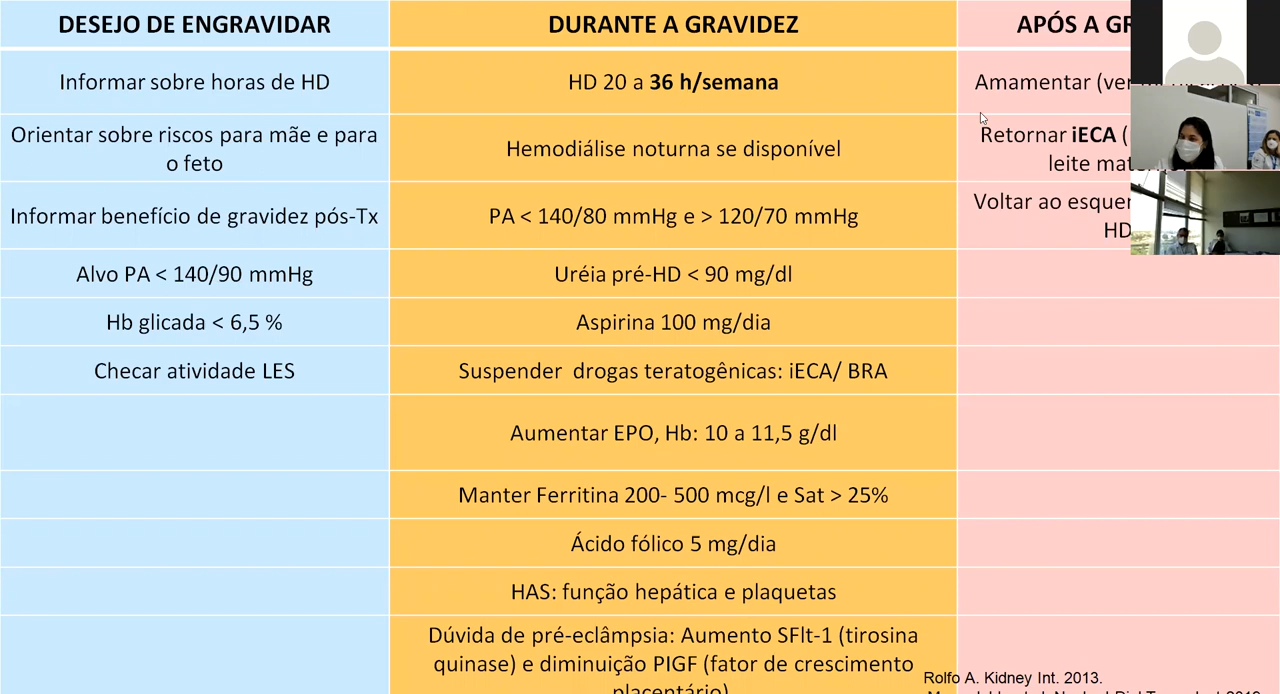 DESEJO DE ENGRAVIDAR
Informar sobre horas de HD
Orientar sobre riscos para mãe e para
o feto
Informar benefício de gravidez pós-Tx
Alvo PA < 140/90 mmHg
Hb glicada < 6,5 %
Checar atividade LES
DURANTE A GRAVIDEZ
HD 20 a 36 h/semana
Hemodiálise noturna se disponível
PA < 140/80 mmHg e > 120/70 mmHg
Uréia pré-HD < 90 mg/dl
Aspirina 100 mg/dia
Suspender drogas teratogênicas: iECA/ BRA
Aumentar EPO, Hb: 10 a 11,5 g/dl
Manter Ferritina 200- 500 mcg/l e Sat > 25%
Ácido fólico 5 mg/dia
HAS: função hepática e plaquetas
Dúvida de pré-eclâmpsia: Aumento SFlt-1 (tirosina
quinase) e diminuição PIGF (fator de crescimento
placentário)
APÓS A
Amamentar
Retornar iECA (
leite
Voltar ao
HD
Rolfo A. Kidney Int. 2013.